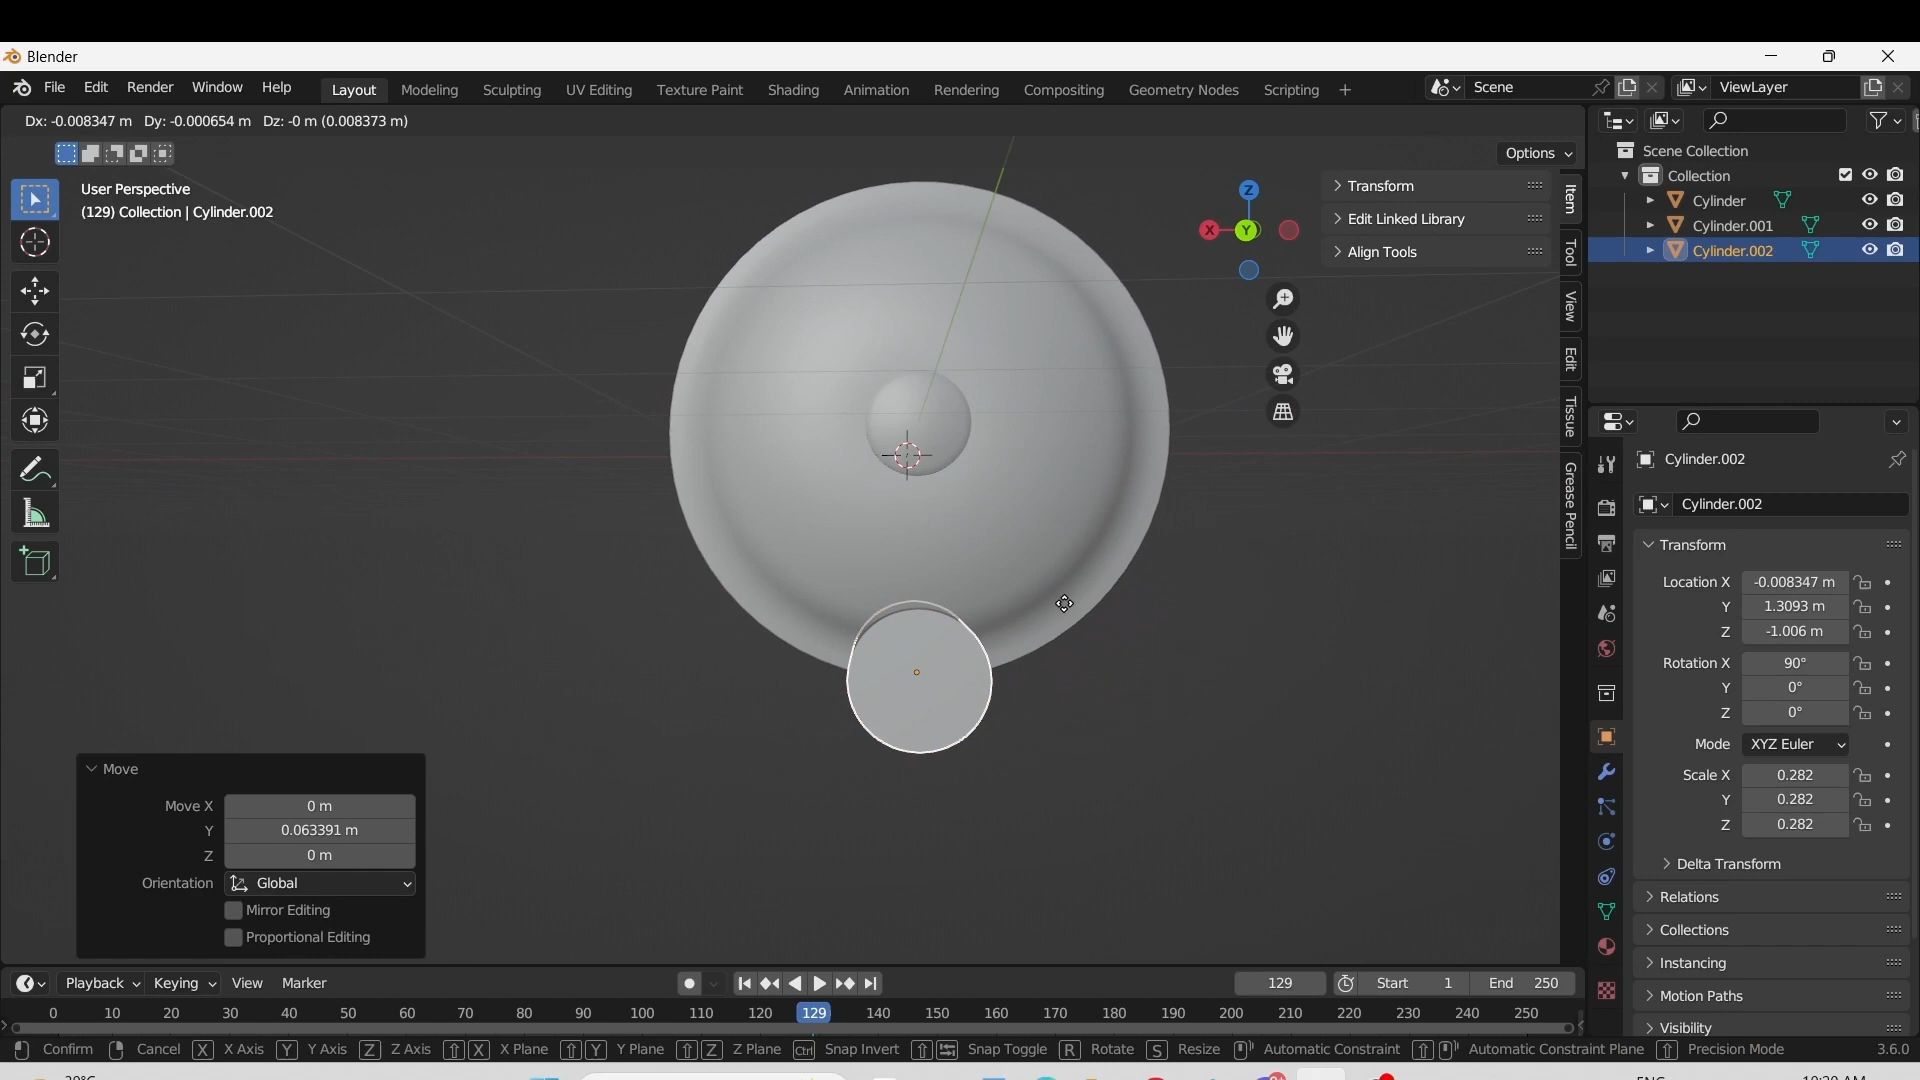 Blender
File Edit Render Window Help Layout Modeling Sculpting UV Editing Texture Paint Shading Animation Rendering Compositing Geometry Nodes Scripting + Scene ViewLayer
Dx: -0.008347 m Dy: -0.000654 m Dz: -0 m (0.008373 m)
Options
User Perspective
(129) Collection | Cylinder.002
Z
X
Y
Transform
Edit Linked Library
Align Tools
Item
Tool
View
Edit
Tissue
Grease Pencil
Scene Collection
Collection
Cylinder
Cylinder.001
Cylinder.002
Cylinder.002
Cylinder.002
Transform
Location X -0.008347 m
Y 1.3093 m
Z -1.006 m
Rotation X 90°
Y 0°
Z 0°
Mode XYZ Euler
Scale X 0.282
Y 0.282
Z 0.282
Delta Transform
Relations
Collections
Instancing
Motion Paths
Visibility
Move
Move X 0 m
Y 0.063391 m
Z 0 m
Orientation Global
Mirror Editing
Proportional Editing
Playback Keying View Marker 129 Start 1 End 250
0 10 20 30 40 50 60 70 80 90 100 110 120 129 140 150 160 170 180 190 200 210 220 230 240 250
Confirm Cancel X X Axis Y Y Axis Z Z Axis X X Plane Y Y Plane Z Z Plane Ctrl Snap Invert Snap Toggle R Rotate S Resize Automatic Constraint Automatic Constraint Plane Precision Mode 3.6.0